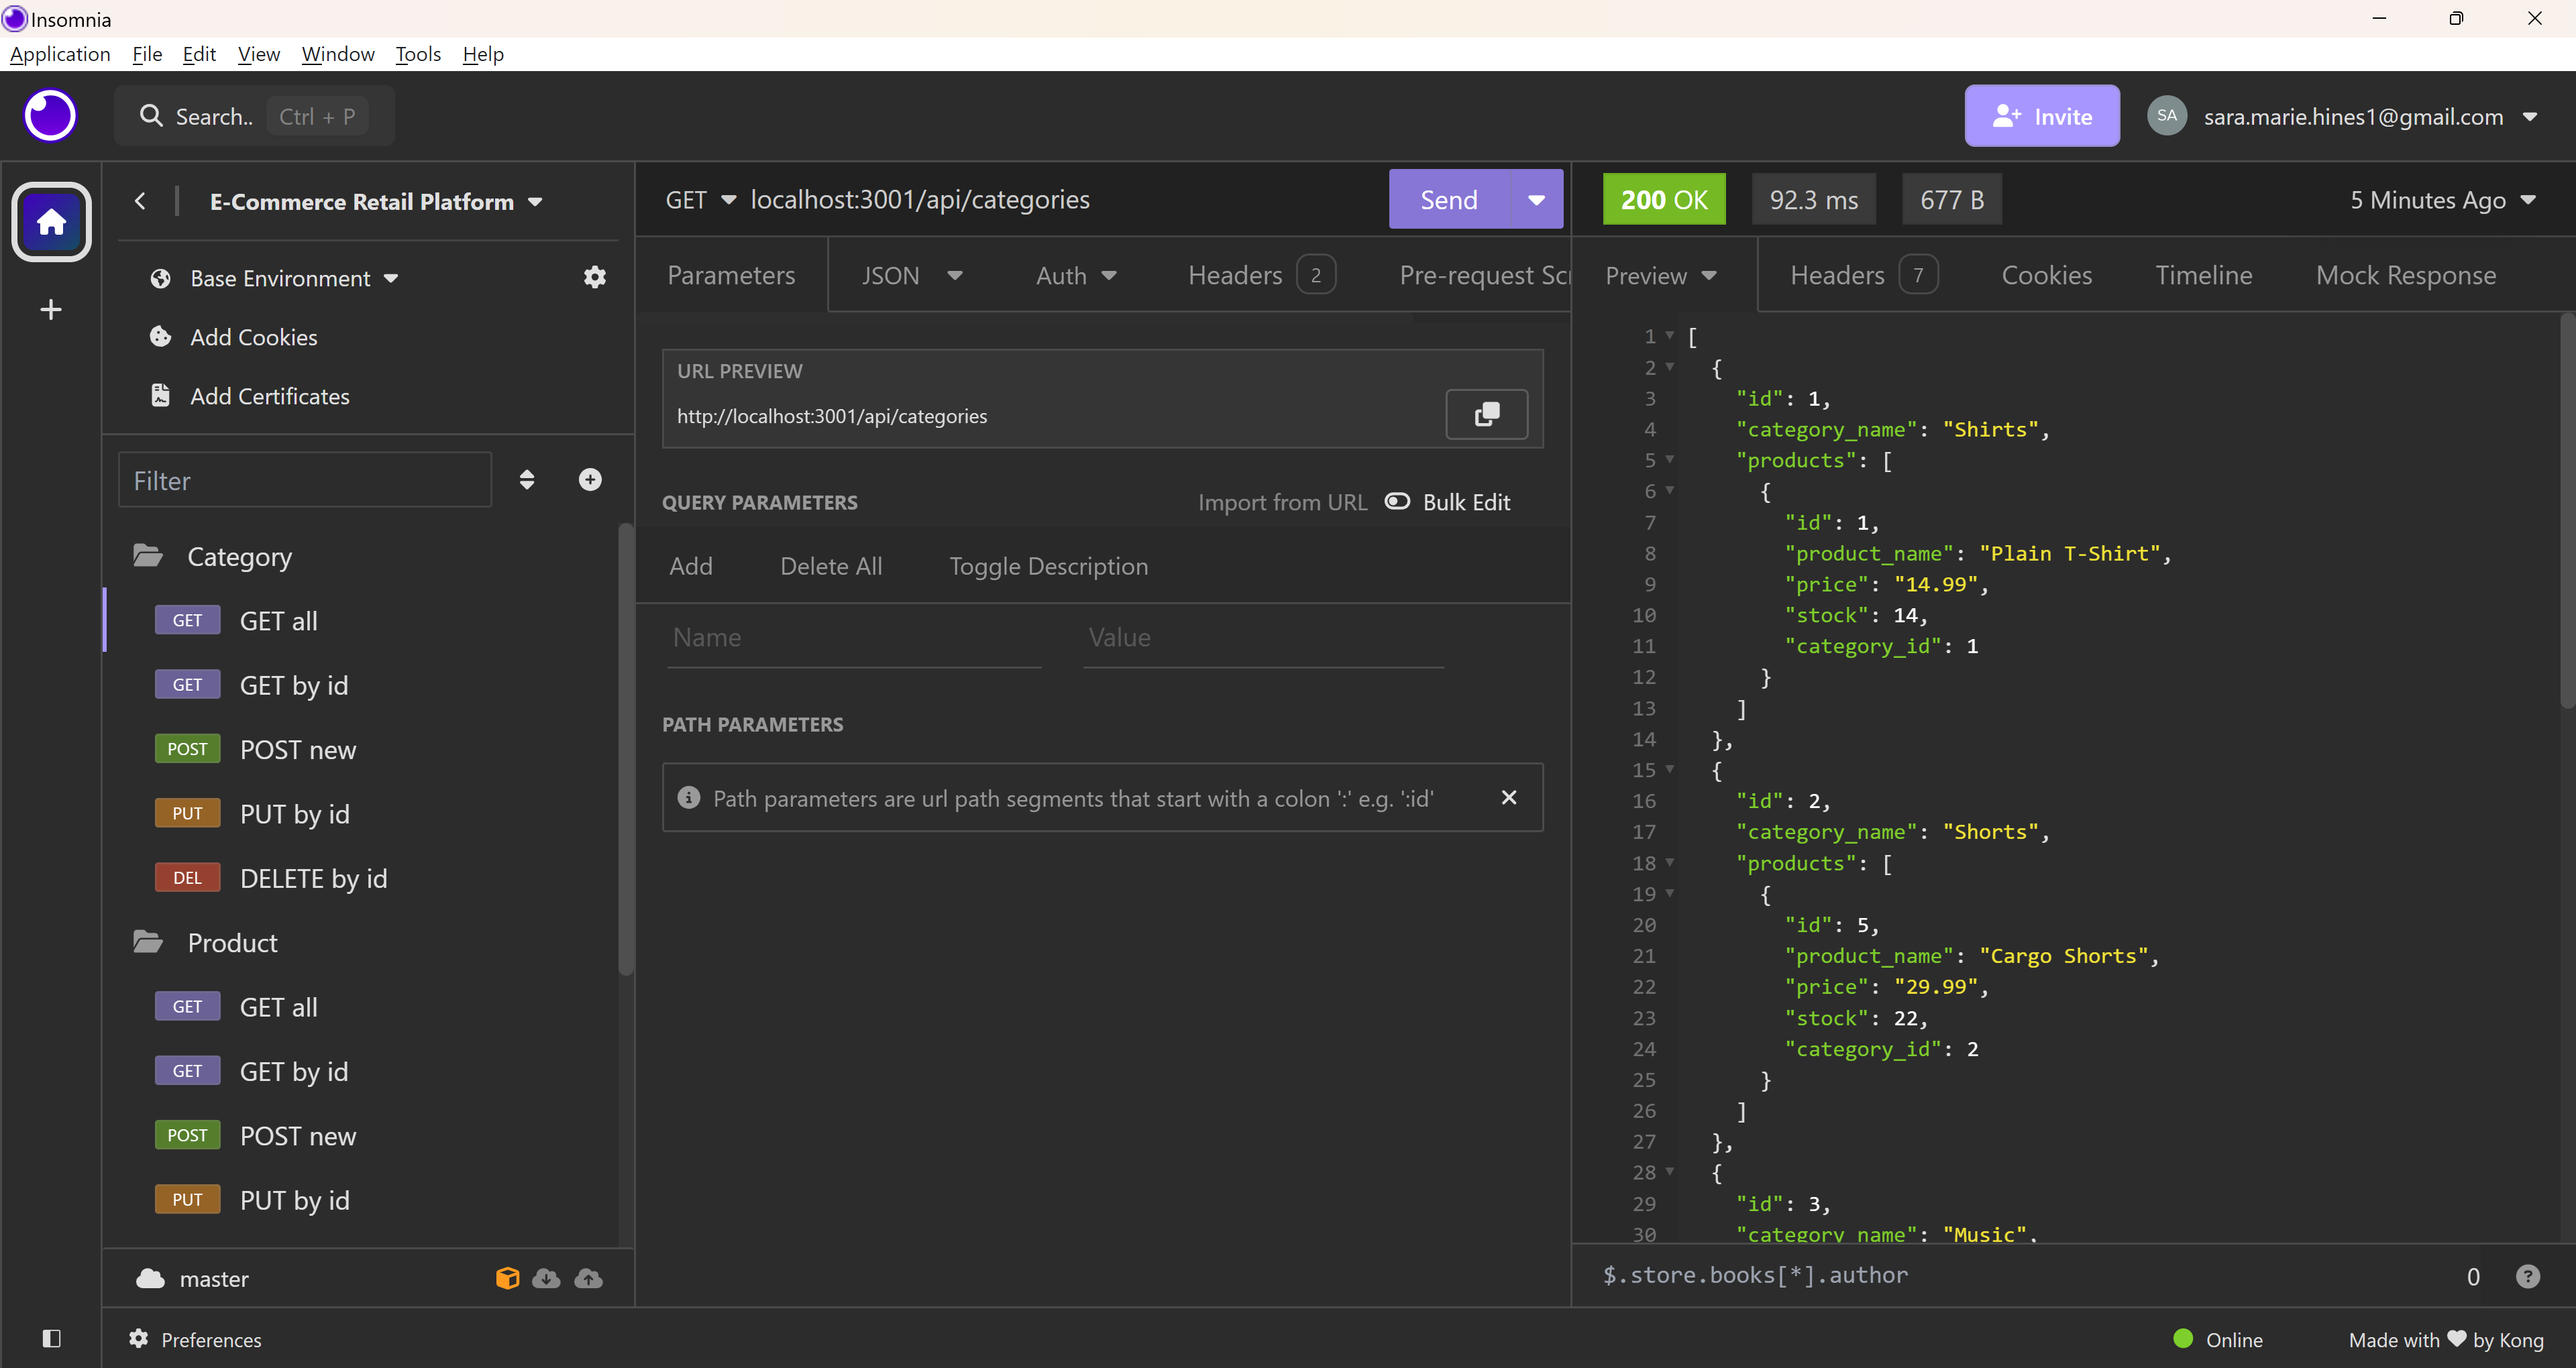 Insomnia
Application File Edit View Window Tools Help
Search.. Ctrl + P
Invite
SA sara.marie.hines1@gmail.com
E-Commerce Retail Platform
Base Environment
Add Cookies
Add Certificates
Filter
Category
GET GET all
GET GET by id
POST POST new
PUT PUT by id
DEL DELETE by id
Product
GET GET all
GET GET by id
POST POST new
PUT PUT by id
master
GET localhost:3001/api/categories Send
Parameters JSON Auth Headers 2 Pre-request Scr
URL PREVIEW
http://localhost:3001/api/categories
QUERY PARAMETERS Import from URL Bulk Edit
Add Delete All Toggle Description
Name Value
PATH PARAMETERS
Path parameters are url path segments that start with a colon ':' e.g. ':id'
200 OK 92.3 ms 677 B 5 Minutes Ago
Preview Headers 7 Cookies Timeline Mock Response
1 [
2 {
3 "id": 1,
4 "category_name": "Shirts",
5 "products": [
6 {
7 "id": 1,
8 "product_name": "Plain T-Shirt",
9 "price": "14.99",
10 "stock": 14,
11 "category_id": 1
12 }
13 ]
14 },
15 {
16 "id": 2,
17 "category_name": "Shorts",
18 "products": [
19 {
20 "id": 5,
21 "product_name": "Cargo Shorts",
22 "price": "29.99",
23 "stock": 22,
24 "category_id": 2
25 }
26 ]
27 },
28 {
29 "id": 3,
30 "category_name": "Music",
$.store.books[*].author 0
Preferences
Online
Made with ♥ by Kong